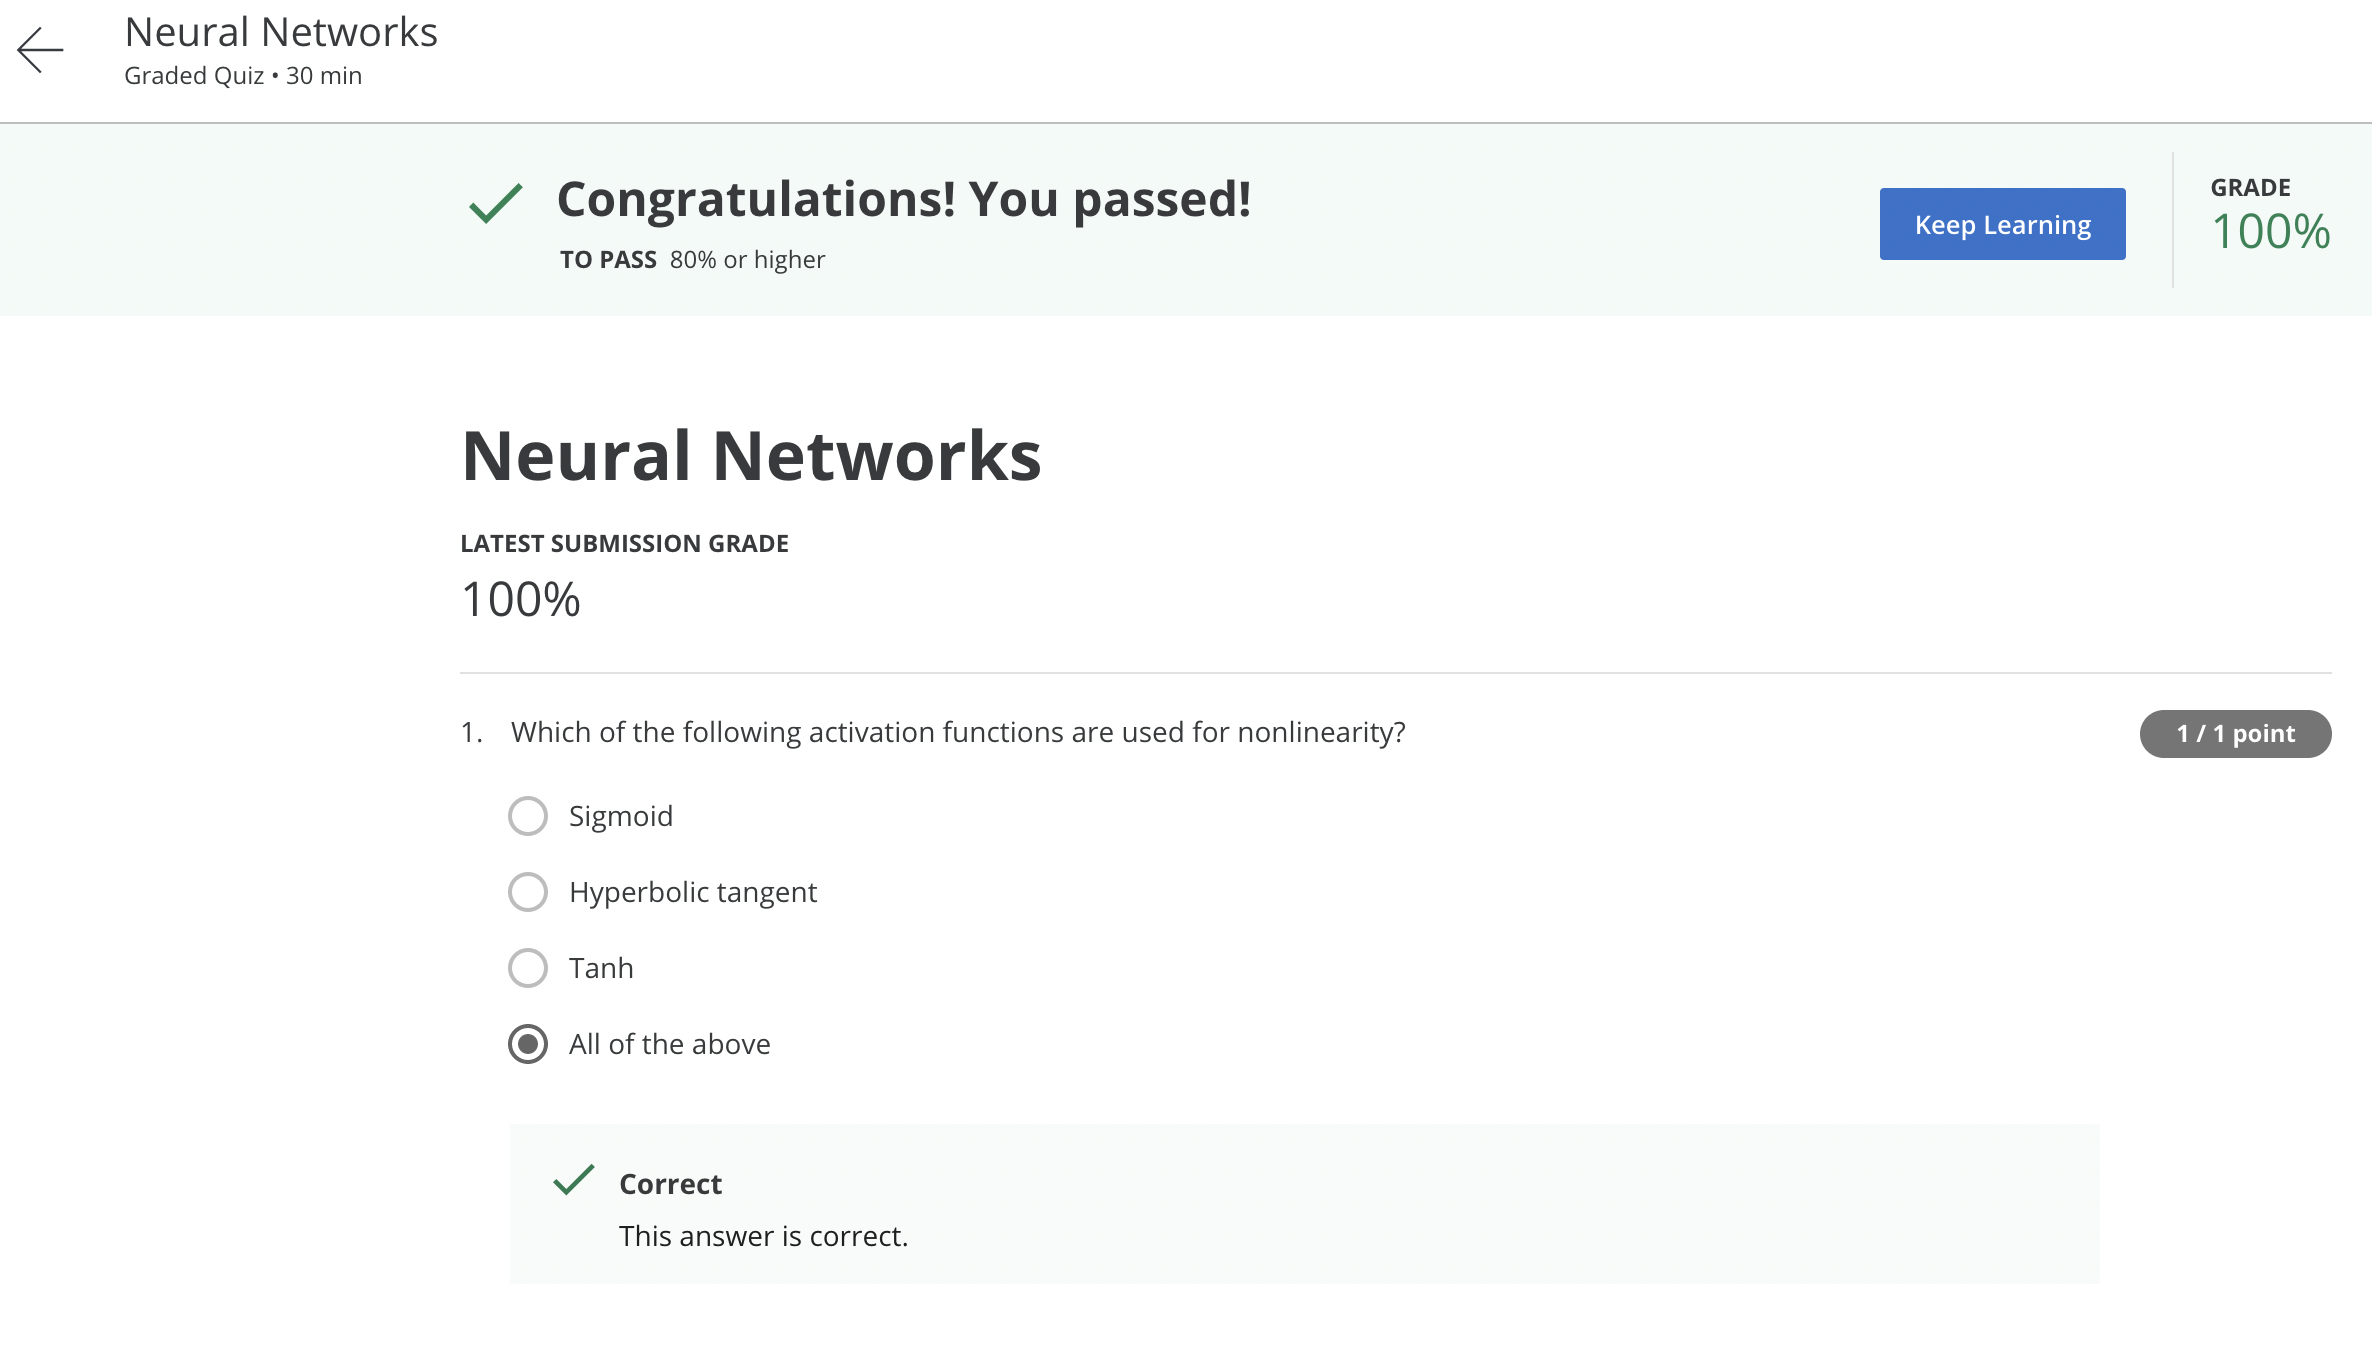 Neural Networks
Graded Quiz • 30 min
Congratulations! You passed!
TO PASS 80% or higher
Keep Learning
GRADE
100%
Neural Networks
LATEST SUBMISSION GRADE
100%
1. Which of the following activation functions are used for nonlinearity?
1 / 1 point
Sigmoid
Hyperbolic tangent
Tanh
All of the above
Correct
This answer is correct.